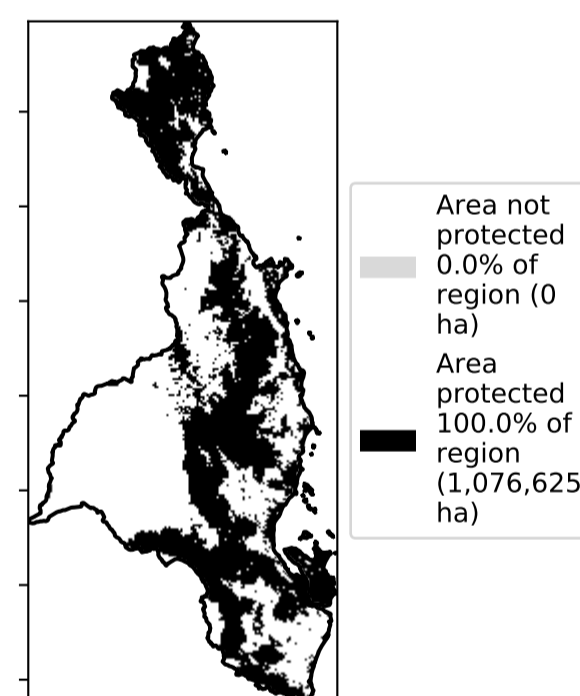 Area not
protected
0.0% of
region (0
ha)
Area
protected
100.0% of
region
(1,076,625
ha)